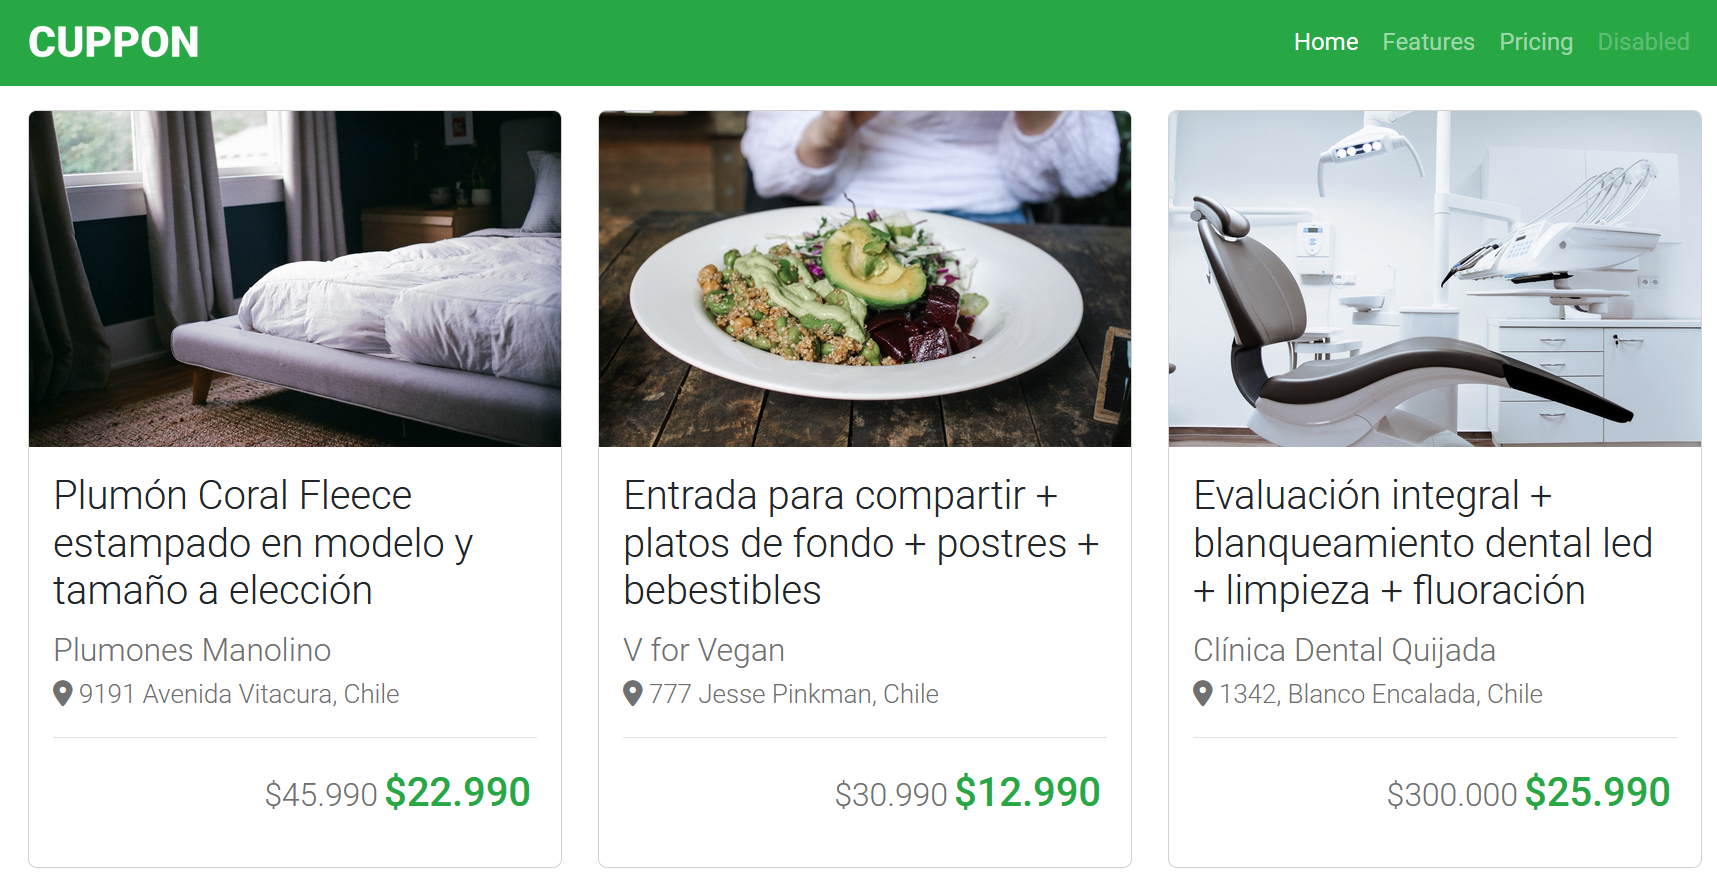 CUPPON
Home Features Pricing Disabled
Plumón Coral Fleece
estampado en modelo y
tamaño a elección
Plumones Manolino
9191 Avenida Vitacura, Chile
$45.990 $22.990
Entrada para compartir +
platos de fondo + postres +
bebestibles
V for Vegan
777 Jesse Pinkman, Chile
$30.990 $12.990
Evaluación integral +
blanqueamiento dental led
+ limpieza + fluoración
Clínica Dental Quijada
1342, Blanco Encalada, Chile
$300.000 $25.990